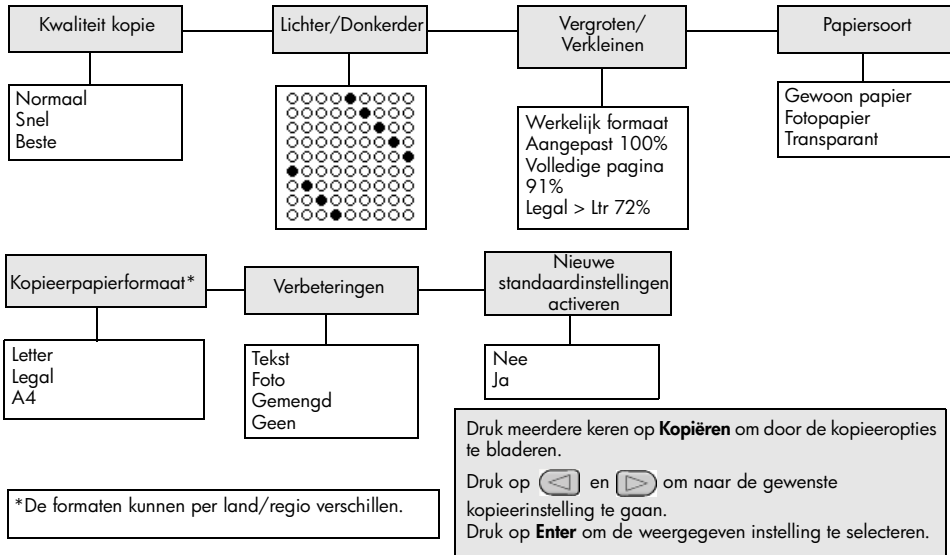 Kwaliteit kopie
Lichter/Donkerder
Vergroten/
Verkleinen
Papiersoort
Normaal
Snel
Beste
Werkelijk formaat
Aangepast 100%
Volledige pagina
91%
Legal > Ltr 72%
Gewoon papier
Fotopapier
Transparant
Kopieerpapierformaat*
Verbeteringen
Nieuwe
standaardinstellingen
activeren
Letter
Legal
A4
Tekst
Foto
Gemengd
Geen
Nee
Ja
*De formaten kunnen per land/regio verschillen.
Druk meerdere keren op Kopiëren om door de kopieeropties
te bladeren.
Druk op en om naar de gewenste
kopieerinstelling te gaan.
Druk op Enter om de weergegeven instelling te selecteren.